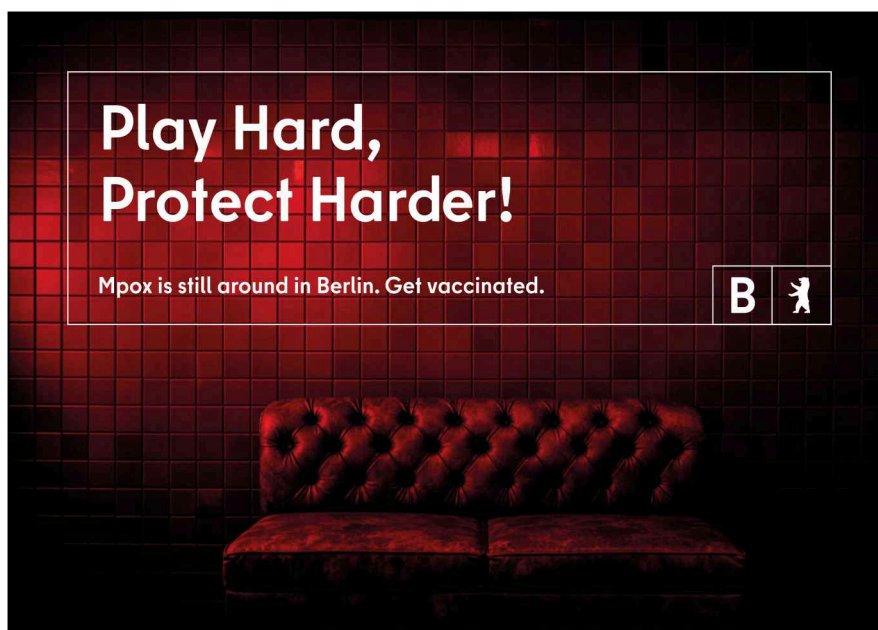 Play Hard,
Protect Harder!
Mpox is still around in Berlin. Get vaccinated.
B